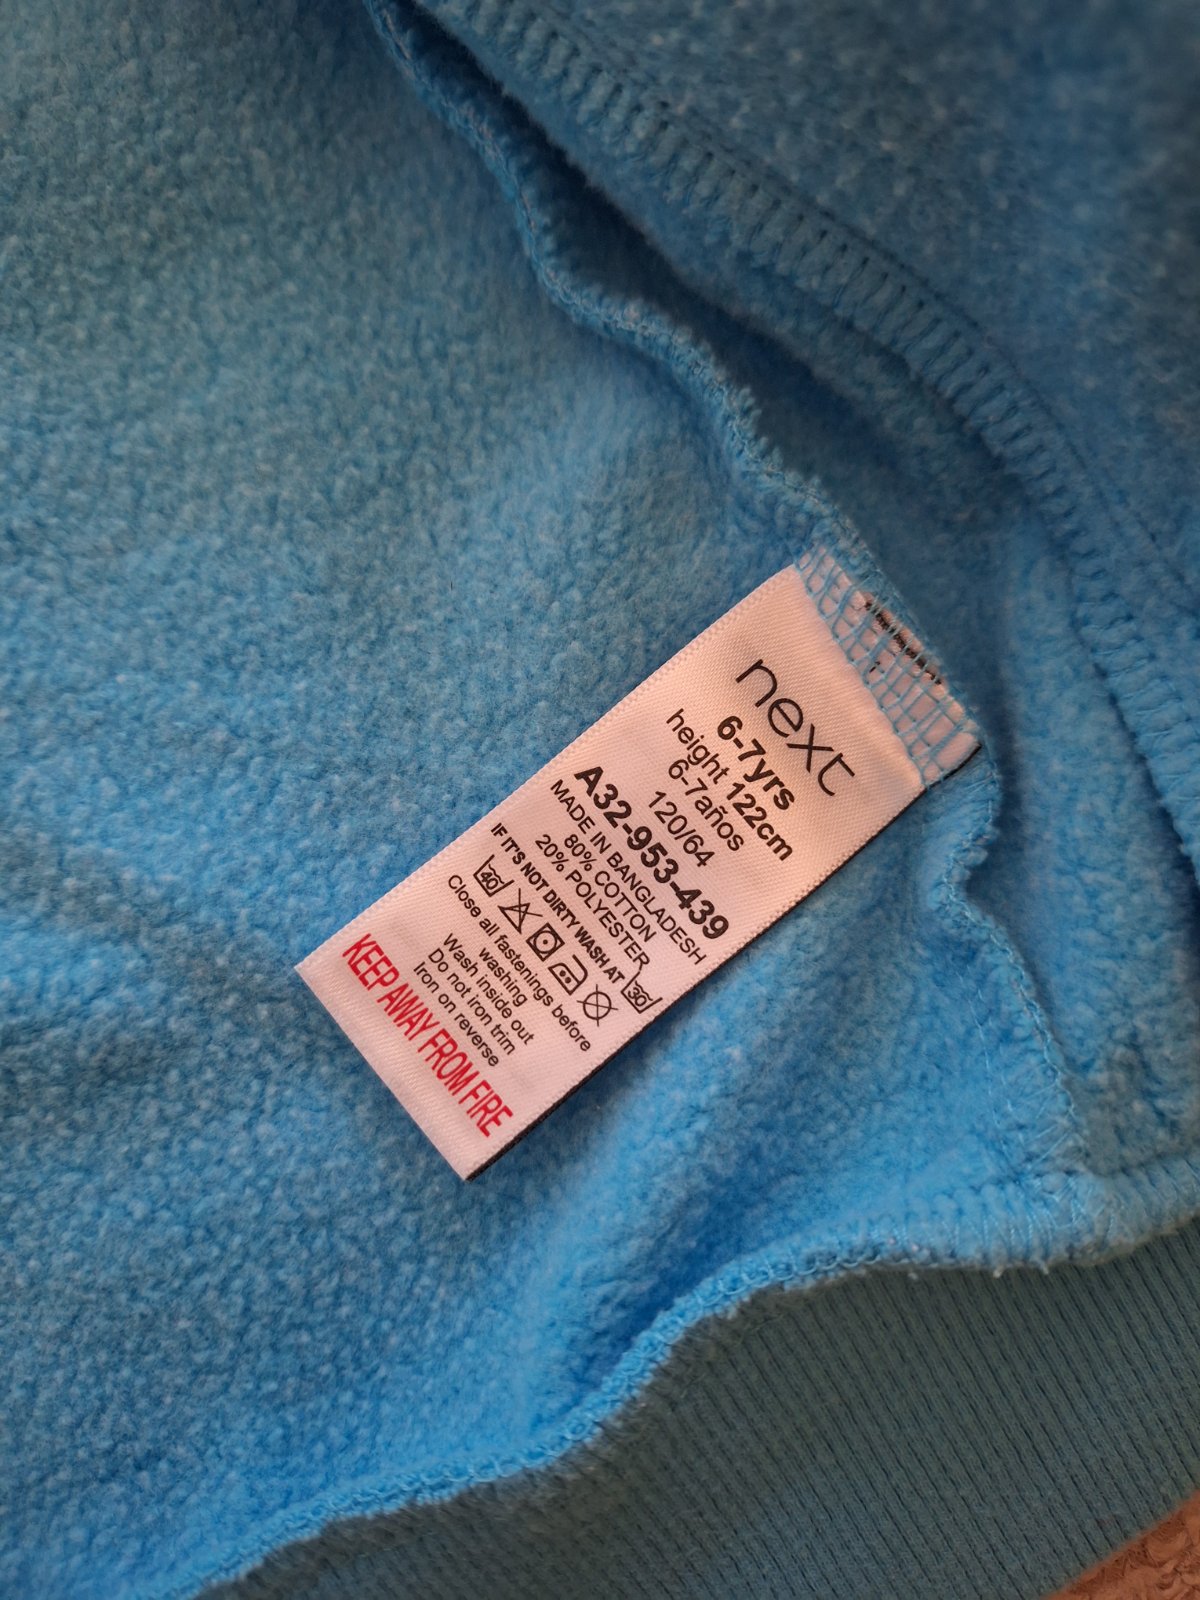 next
6-7yrs
height 122cm
6-7años
120/64
A32-953-439
MADE IN BANGLADESH
80% COTTON
20% POLYESTER
IF IT'S NOT DIRTY WASH AT 30
40
Close all fastenings before
washing
Wash inside out
Do not iron trim
Iron on reverse
KEEP AWAY FROM FIRE